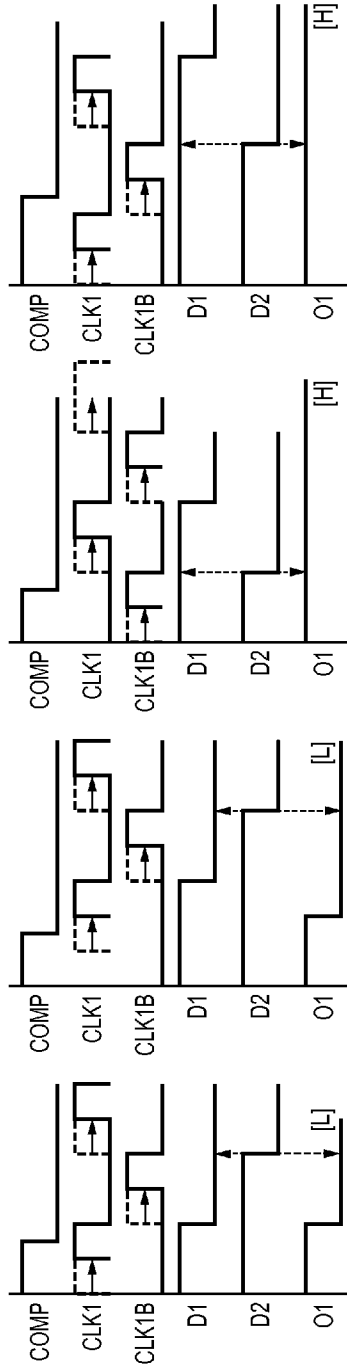 COMP
CLK1
CLK1B
D1
D2
O1
[L]
COMP
CLK1
CLK1B
D1
D2
O1
[L]
COMP
CLK1
CLK1B
D1
D2
O1
[H]
COMP
CLK1
CLK1B
D1
D2
O1
[H]